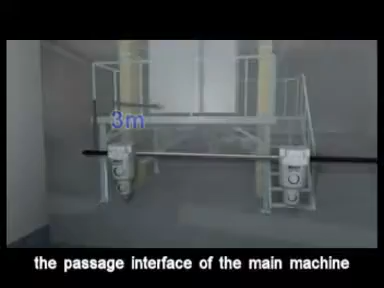 3m
the passage interface of the main machine